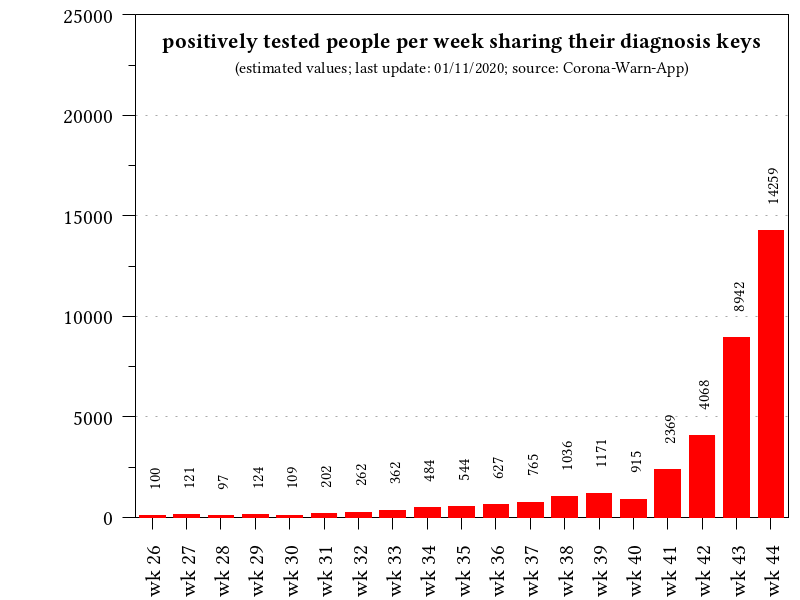 positively tested people per week sharing their diagnosis keys
(estimated values; last update: 01/11/2020; source: Corona-Warn-App)
25000
20000
15000
10000
5000
0
100
121
97
124
109
202
262
362
484
544
627
765
1036
1171
915
2369
4068
8942
14259
wk 26
wk 27
wk 28
wk 29
wk 30
wk 31
wk 32
wk 33
wk 34
wk 35
wk 36
wk 37
wk 38
wk 39
wk 40
wk 41
wk 42
wk 43
wk 44